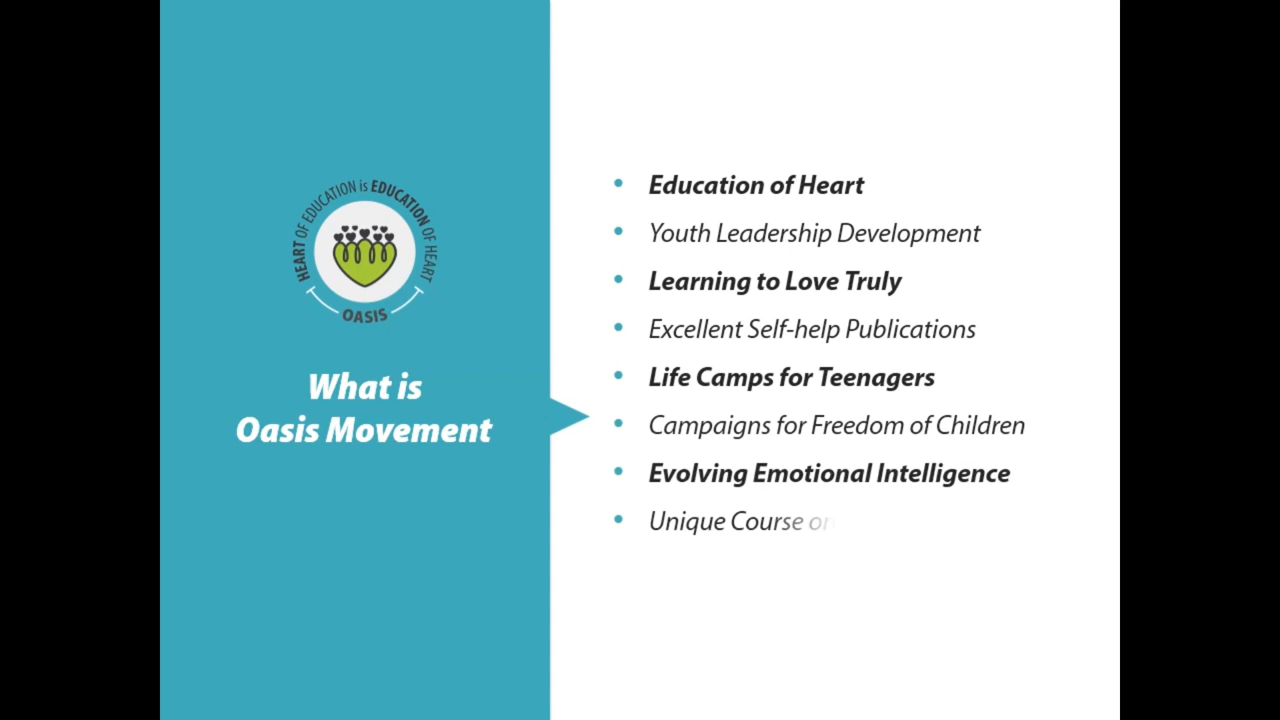 HEART OF EDUCATION is EDUCATION OF HEART
OASIS
What is
Oasis Movement
• Education of Heart
• Youth Leadership Development
• Learning to Love Truly
• Excellent Self-help Publications
• Life Camps for Teenagers
• Campaigns for Freedom of Children
• Evolving Emotional Intelligence
• Unique Course on